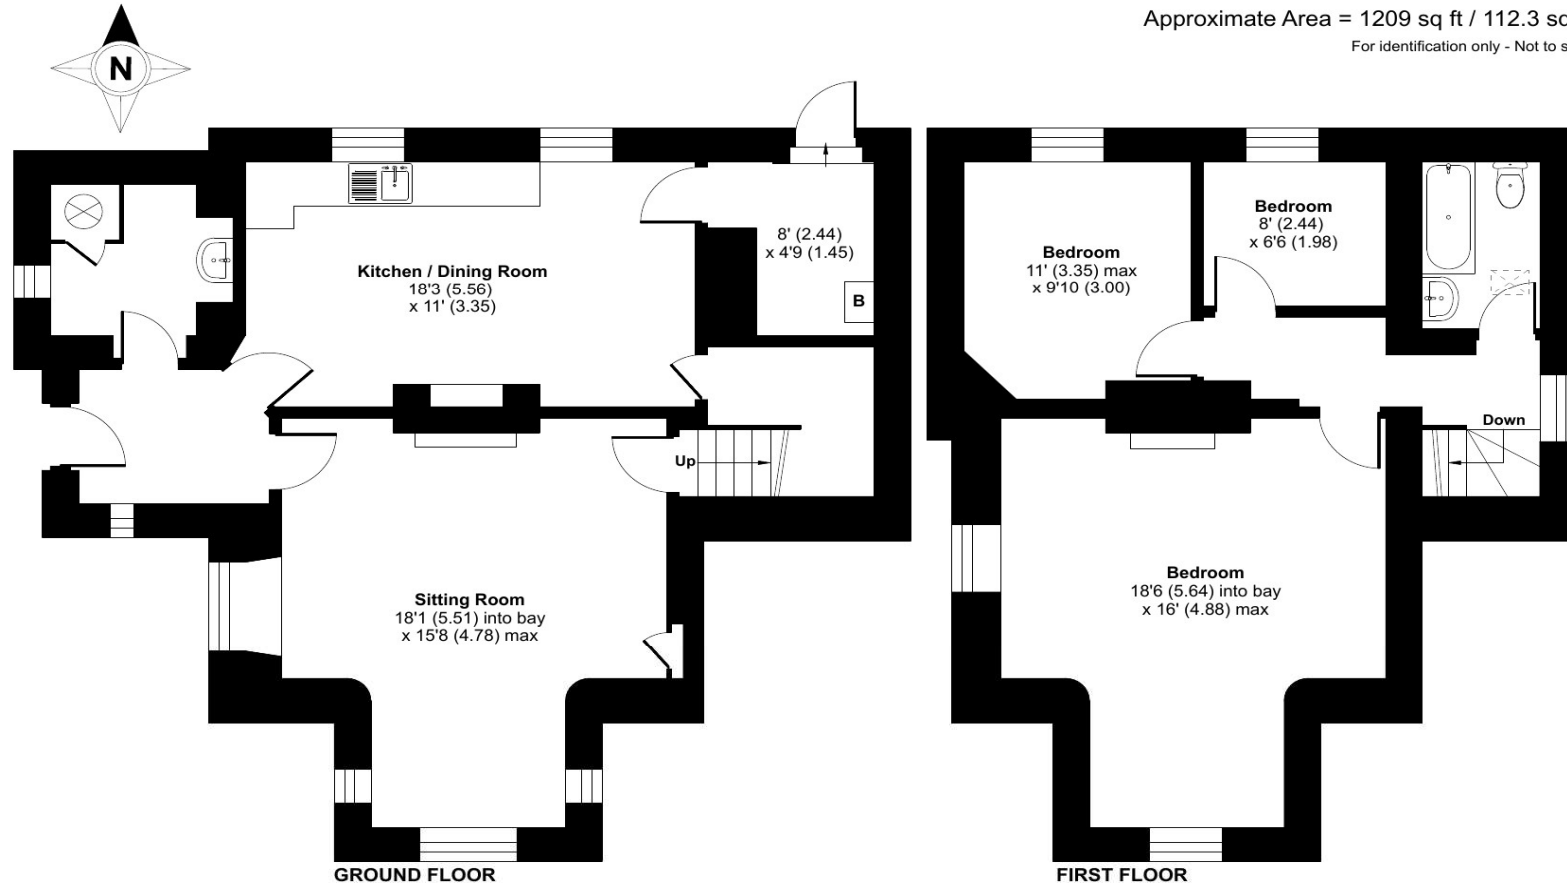 Approximate Area = 1209 sq ft / 112.3 sq
For identification only - Not to s
N
Kitchen / Dining Room
18'3 (5.56)
x 11' (3.35)
8' (2.44)
x 4'9 (1.45)
B
Up
Sitting Room
18'1 (5.51) into bay
x 15'8 (4.78) max
GROUND FLOOR
Bedroom
11' (3.35) max
x 9'10 (3.00)
Bedroom
8' (2.44)
x 6'6 (1.98)
Down
Bedroom
18'6 (5.64) into bay
x 16' (4.88) max
FIRST FLOOR